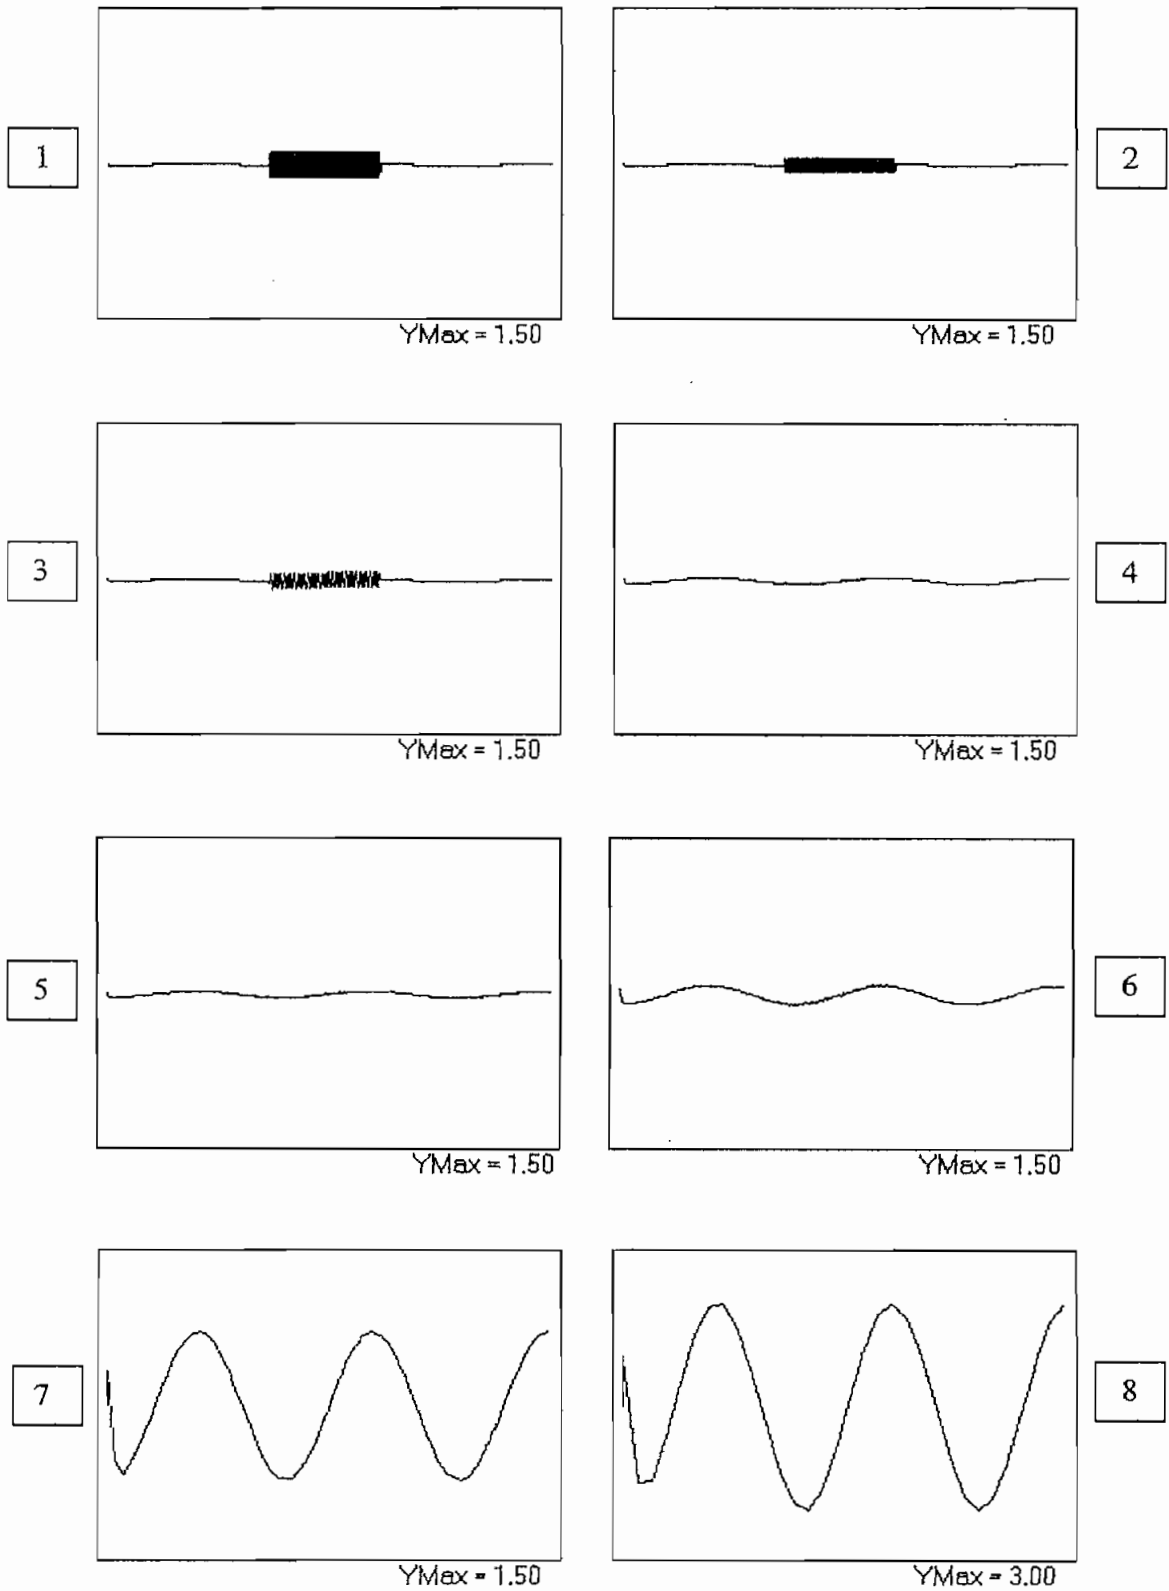 1
2
YMax = 1.50
YMax = 1.50
3
4
YMax = 1.50
YMax = 1.50
5
6
YMax = 1.50
YMax = 1.50
7
8
YMax = 1.50
YMax = 3.00